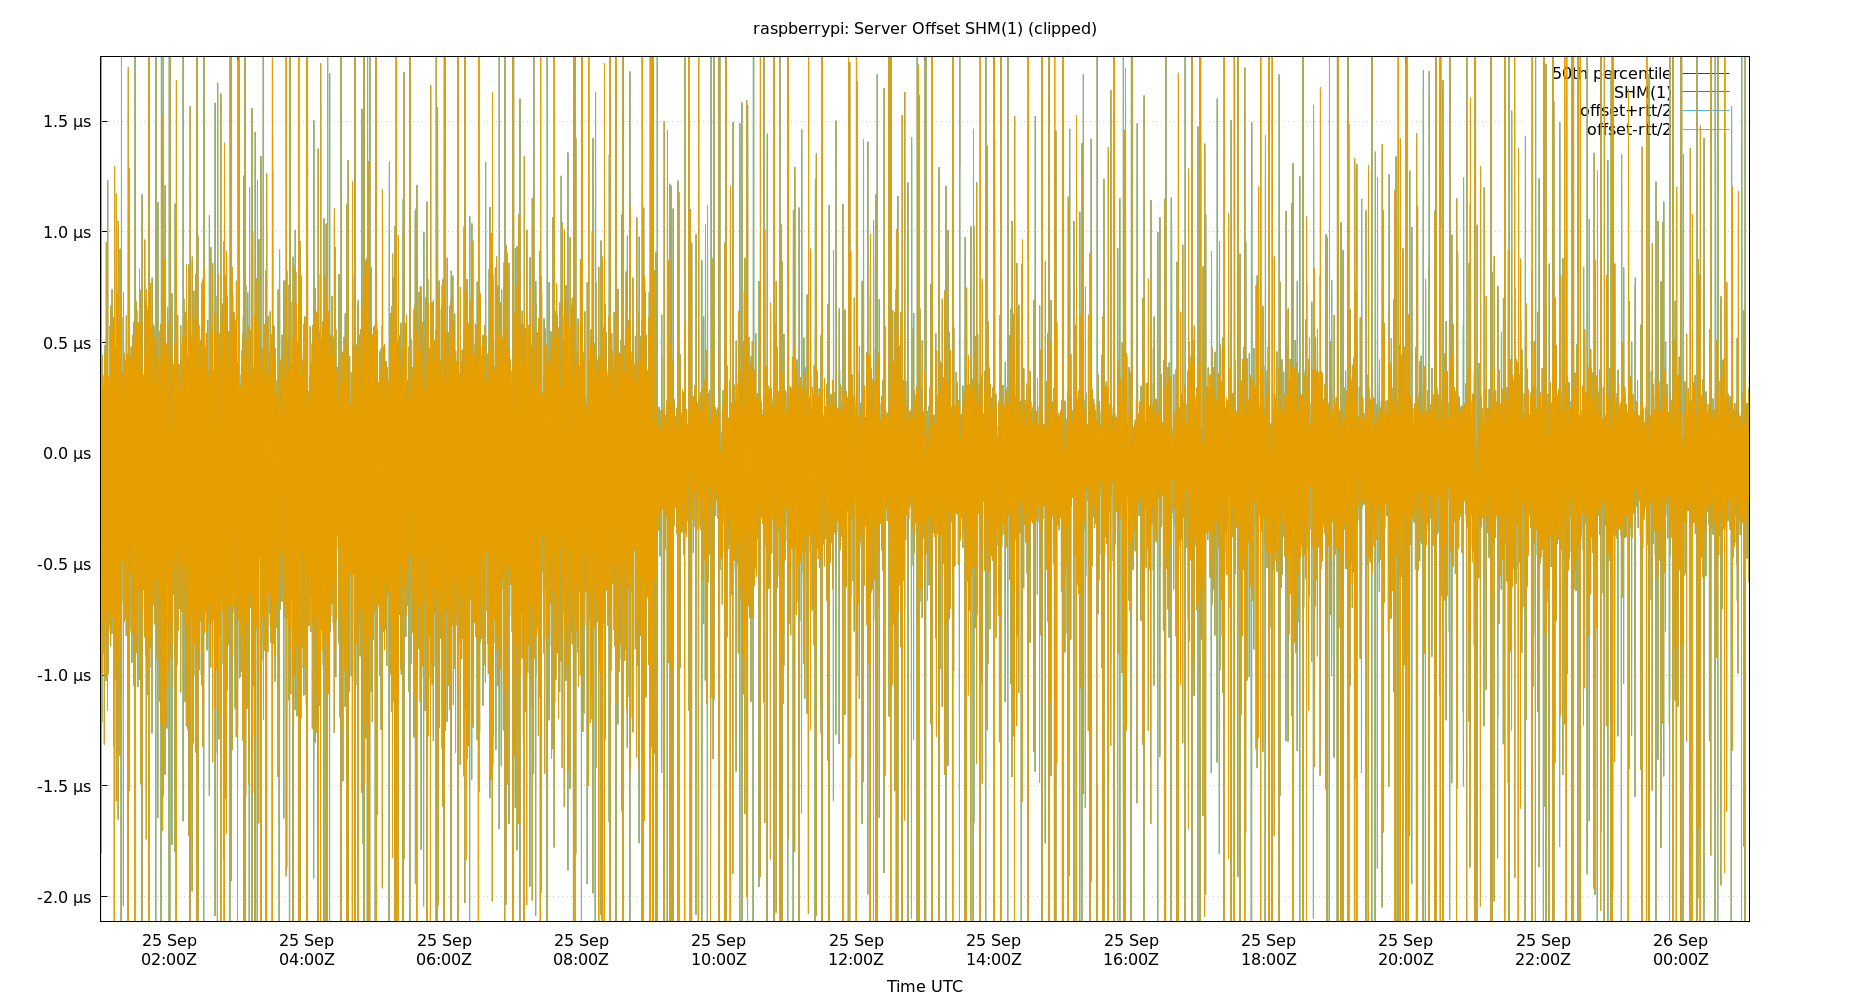 raspberrypi: Server Offset SHM(1) (clipped)
50th percentile
SHM(1)
offset+rtt/2
offset-rtt/2
1.5 µs
1.0 µs
0.5 µs
0.0 µs
-0.5 µs
-1.0 µs
-1.5 µs
-2.0 µs
25 Sep 25 Sep 25 Sep 25 Sep 25 Sep 25 Sep 25 Sep 25 Sep 25 Sep 25 Sep 25 Sep 26 Sep
02:00Z 04:00Z 06:00Z 08:00Z 10:00Z 12:00Z 14:00Z 16:00Z 18:00Z 20:00Z 22:00Z 00:00Z
Time UTC